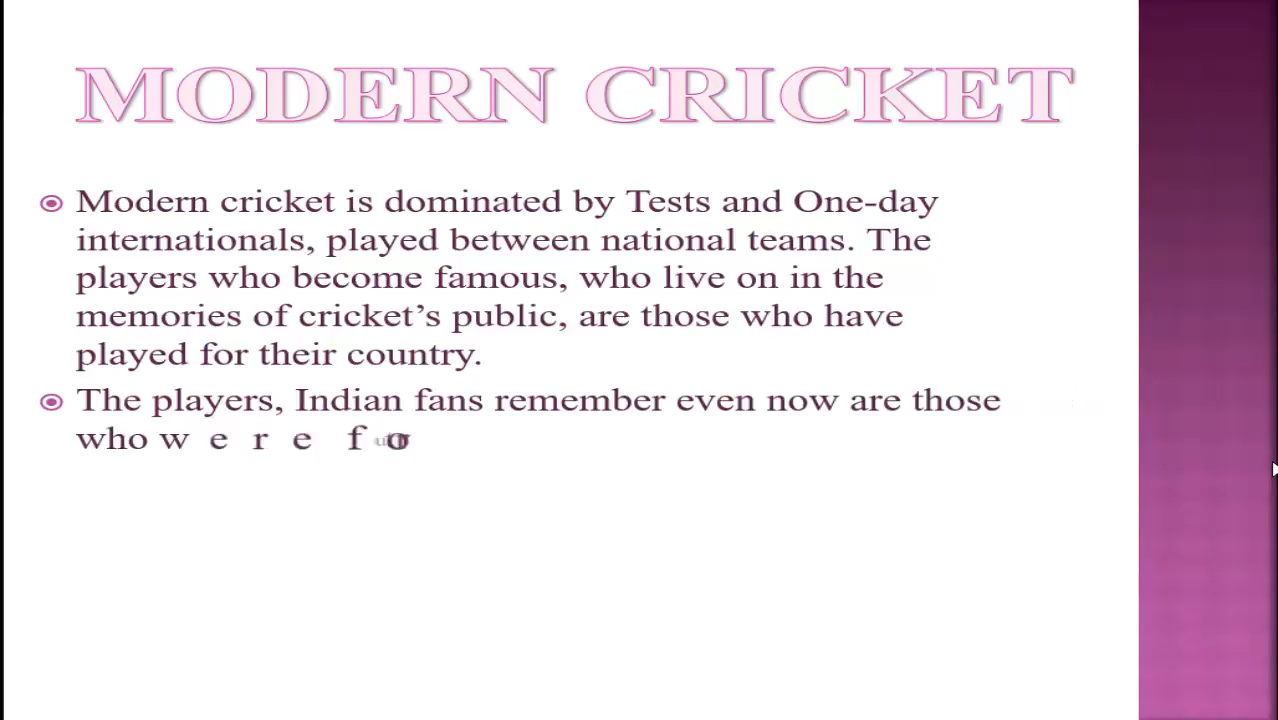 MODERN CRICKET
Modern cricket is dominated by Tests and One-day
internationals, played between national teams. The
players who become famous, who live on in the
memories of cricket’s public, are those who have
played for their country.
The players, Indian fans remember even now are those
who were